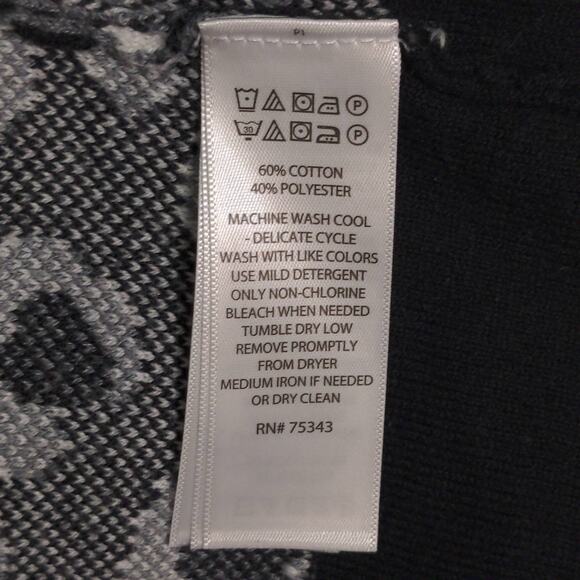 P
30 P
60% COTTON
40% POLYESTER
MACHINE WASH COOL
- DELICATE CYCLE
WASH WITH LIKE COLORS
USE MILD DETERGENT
ONLY NON-CHLORINE
BLEACH WHEN NEEDED
TUMBLE DRY LOW
REMOVE PROMPTLY
FROM DRYER
MEDIUM IRON IF NEEDED
OR DRY CLEAN
RN# 75343